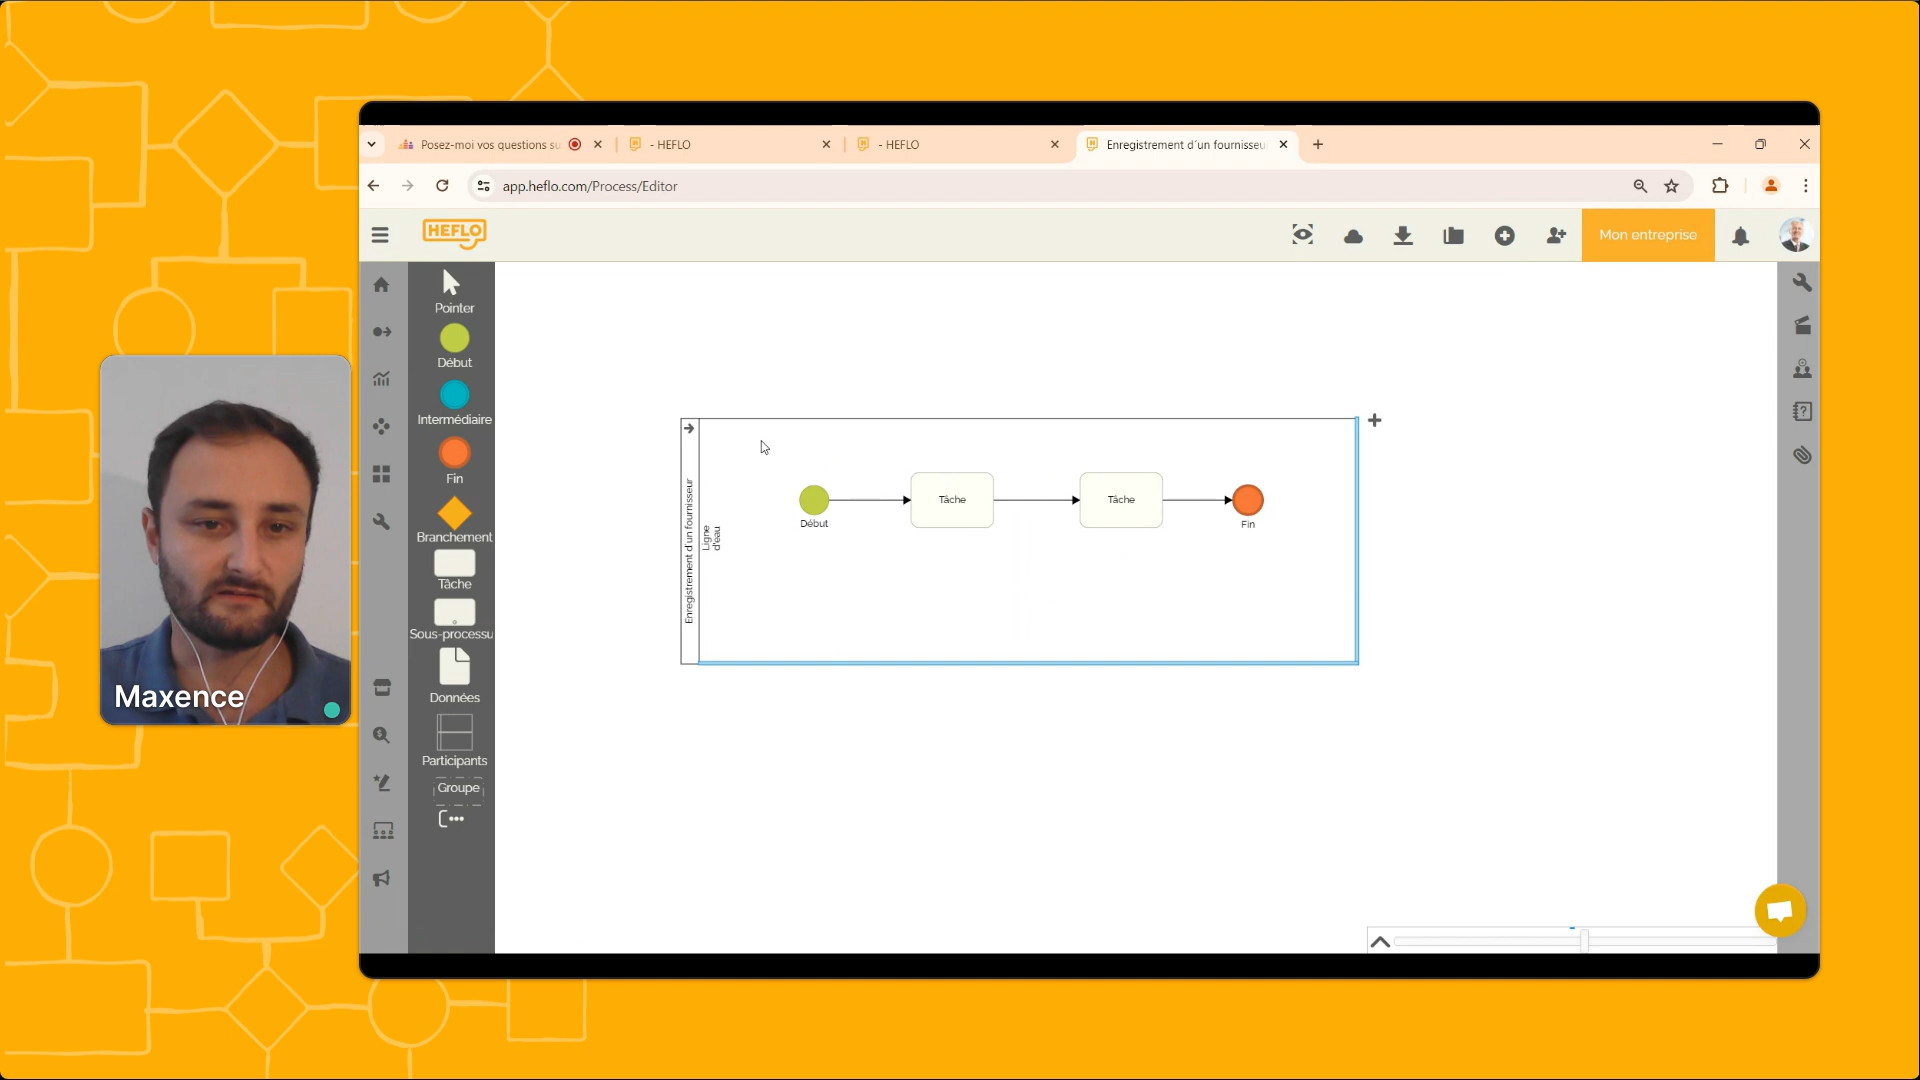 Posez-moi vos questions su
- HEFLO
- HEFLO
Enregistrement d'un fournisseu
app.heflo.com/Process/Editor
HEFLO
Mon entreprise
Pointer
Début
Intermédiaire
Fin
Branchement
Tâche
Sous-processu
Données
Participants
Groupe
Enregistrement d'un fournisseur
Ligne
d'eau
Début
Tâche
Tâche
Fin
Maxence